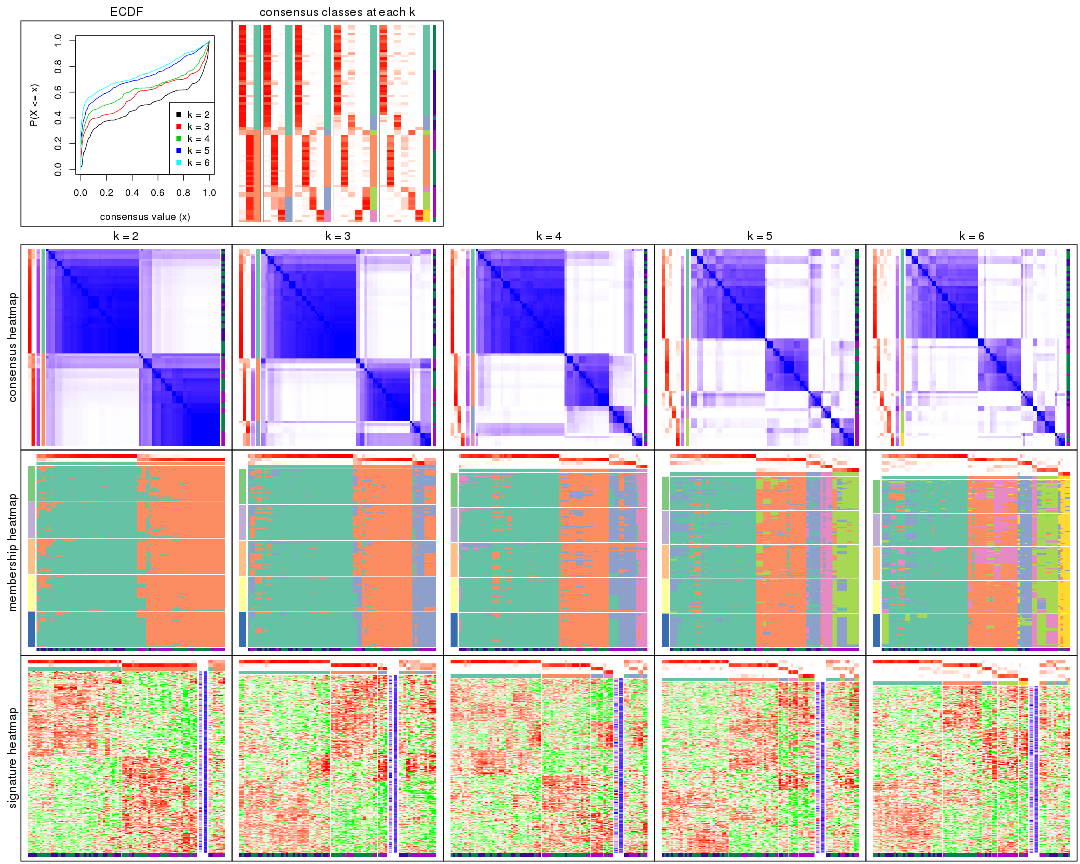 ECDF
consensus classes at each k
P(X <= x)
0.0 0.2 0.4 0.6 0.8 1.0
k = 2
k = 3
k = 4
k = 5
k = 6
0.0 0.2 0.4 0.6 0.8 1.0
consensus value (x)
k = 2
k = 3
k = 4
k = 5
k = 6
consensus heatmap
membership heatmap
signature heatmap